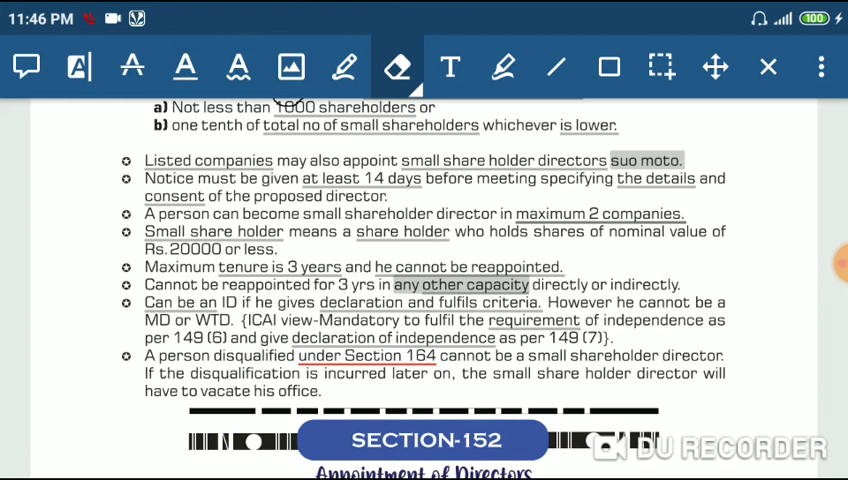 11:46 PM
100
A
A
A
A
T
a) Not less than 1000 shareholders or
b) one tenth of total no of small shareholders whichever is lower.
Listed companies may also appoint small share holder directors suo moto.
Notice must be given at least 14 days before meeting specifying the details and
consent of the proposed director.
A person can become small shareholder director in maximum 2 companies.
Small share holder means a share holder who holds shares of nominal value of
Rs.20000 or less.
Maximum tenure is 3 years and he cannot be reappointed.
Cannot be reappointed for 3 yrs in any other capacity directly or indirectly.
Can be an ID if he gives declaration and fulfils criteria. However he cannot be a
MD or WTD. {ICAI view-Mandatory to fulfil the requirement of independence as
per 149 (6) and give declaration of independence as per 149 (7)}.
A person disqualified under Section 164 cannot be a small shareholder director.
If the disqualification is incurred later on, the small share holder director will
have to vacate his office.
SECTION-152
DU RECORDER
Appointment of Directors